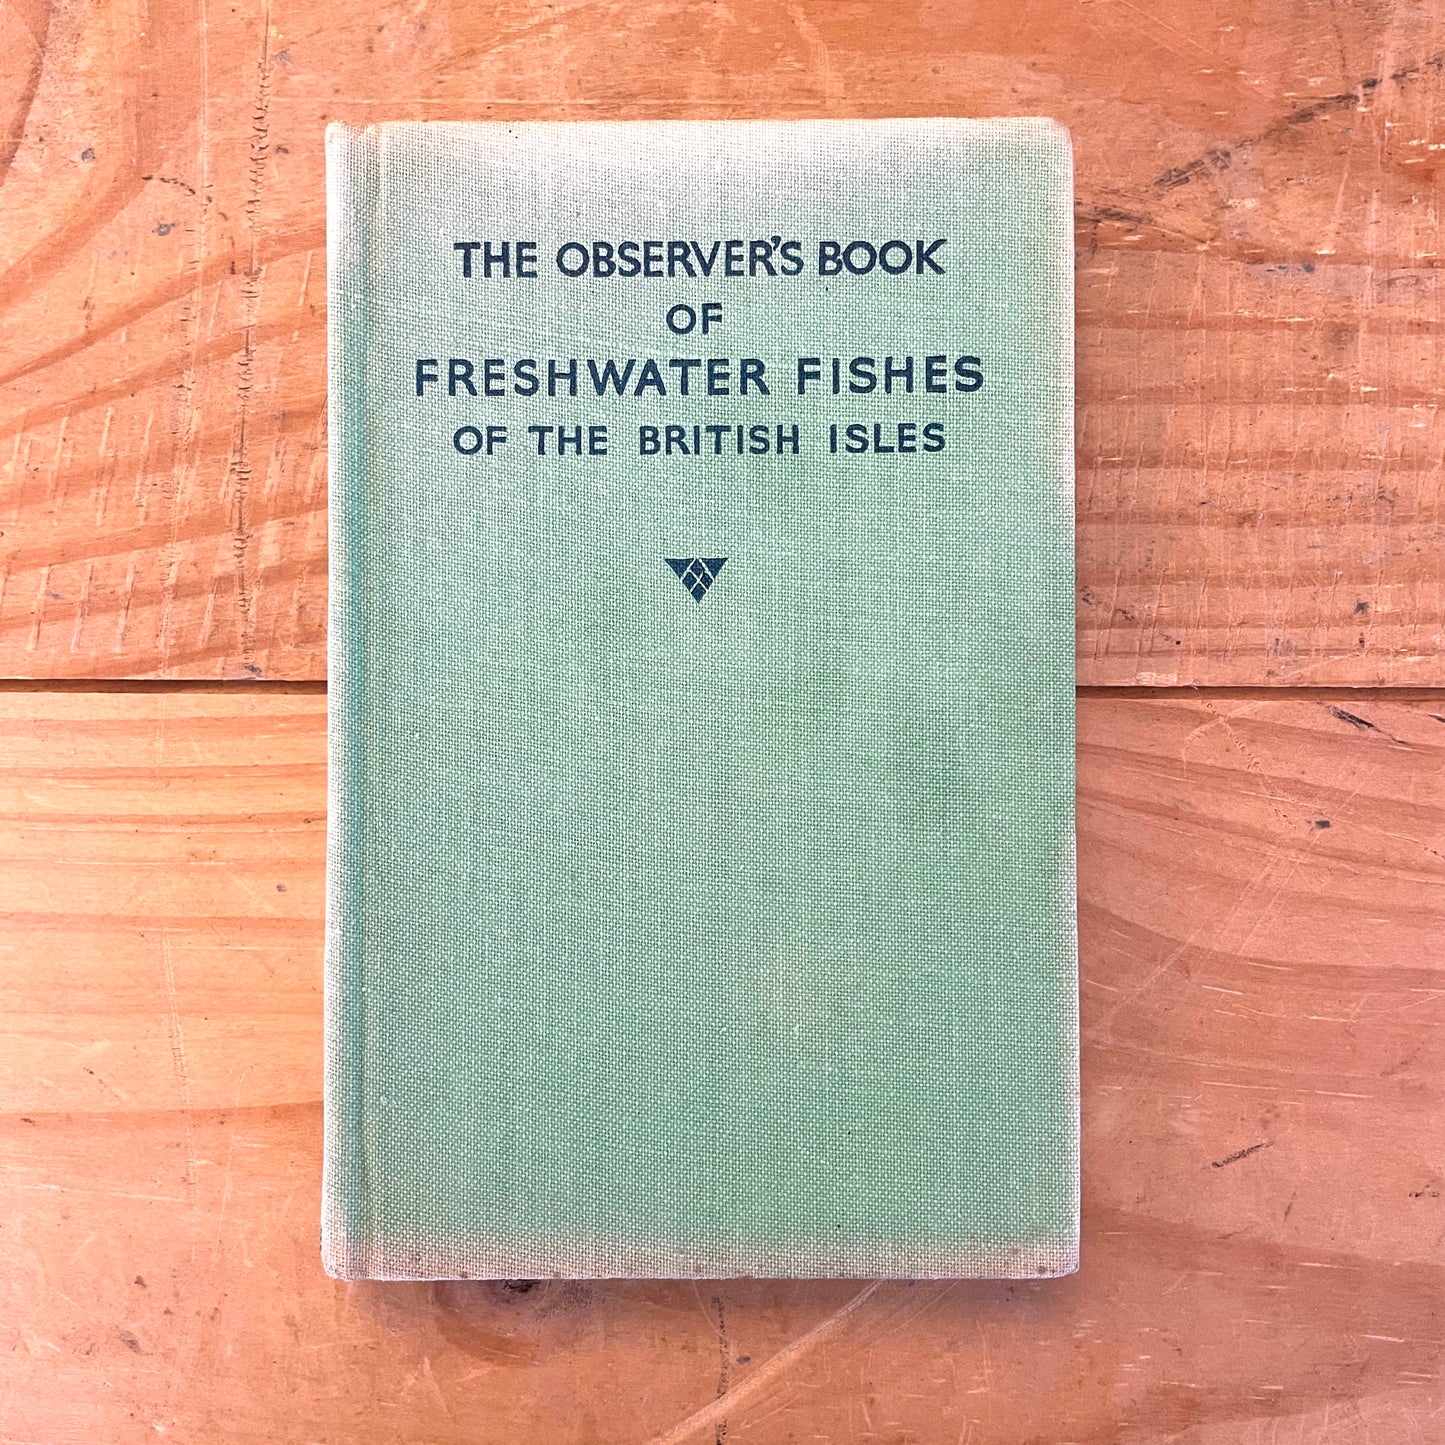 THE OBSERVER'S BOOK
OF
FRESHWATER FISHES
OF THE BRITISH ISLES